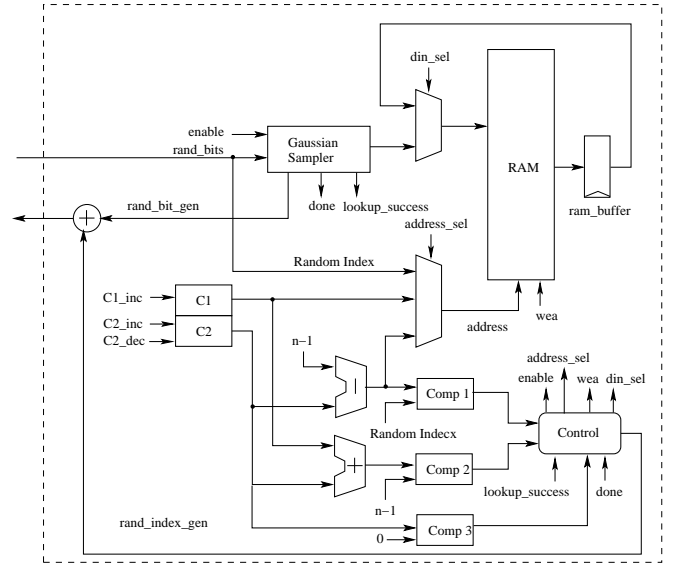 din_sel
enable
Gaussian
Sampler
rand_bits
RAM
rand_bit_gen
done
lookup_success
ram_buffer
+
address_sel
Random Index
C1_inc
C1
C2_inc
C2
C2_dec
address
wea
n−1
−
address_sel
enable
wea
din_sel
Comp 1
Random Indecx
Control
+
Comp 2
n−1
lookup_success
done
rand_index_gen
Comp 3
0